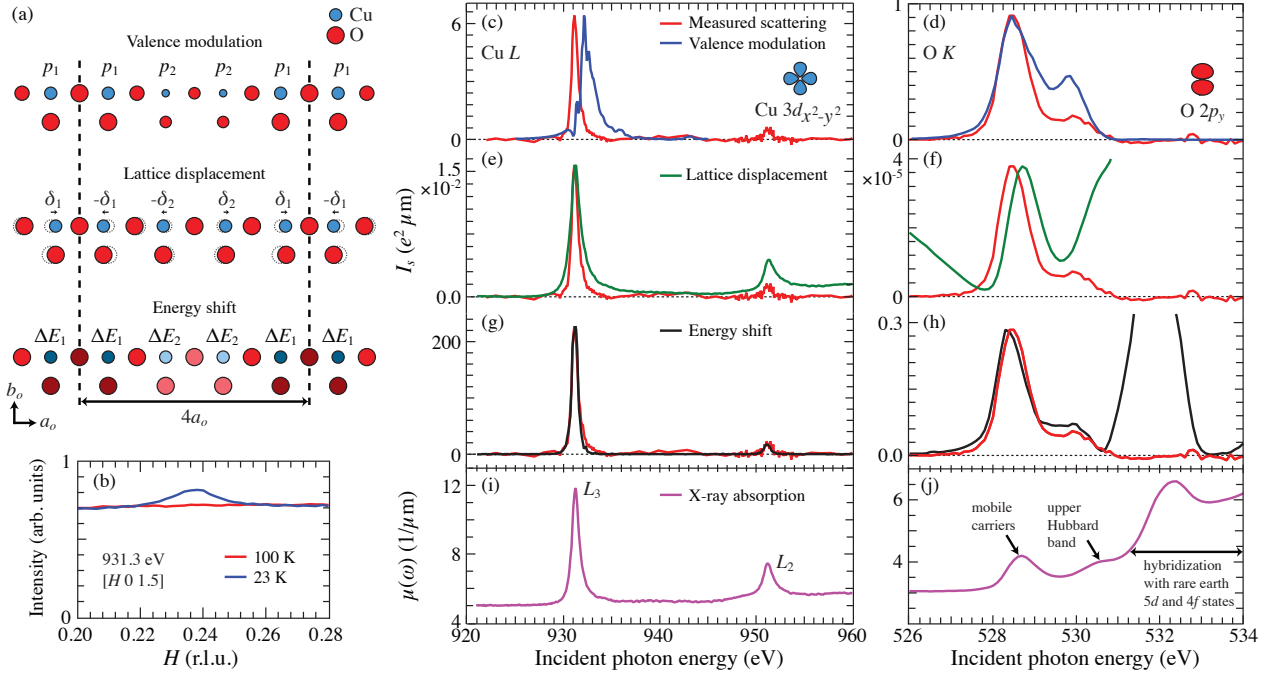 (a)
Cu
O
Valence modulation
p₁ p₁ p₂ p₂ p₁ p₁
Lattice displacement
δ₁ -δ₁ -δ₂ δ₂ δ₁ -δ₁
Energy shift
ΔE₁ ΔE₁ ΔE₂ ΔE₂ ΔE₁ ΔE₁
bₒ
aₒ
4aₒ
(b)
1
0
Intensity (arb. units)
931.3 eV
[H 0 1.5]
100 K
23 K
0.20 0.22 0.24 0.26 0.28
H (r.l.u.)
(c)
Cu L
Measured scattering
Valence modulation
Cu 3dₓ²₋ᵧ²
6
0
(e)
Lattice displacement
1.5
×10⁻²
0.0
Iₛ (e² μm)
(g)
Energy shift
200
0
(i)
X-ray absorption
L₃
L₂
12
8
4
μ(ω) (1/μm)
920 930 940 950 960
Incident photon energy (eV)
(d)
O K
O 2pᵧ
1
0
(f)
4
×10⁻⁵
0
(h)
0.3
0.0
(j)
mobile
carriers
upper
Hubbard
band
hybridization
with rare earth
5d and 4f states
6
4
2
526 528 530 532 534
Incident photon energy (eV)